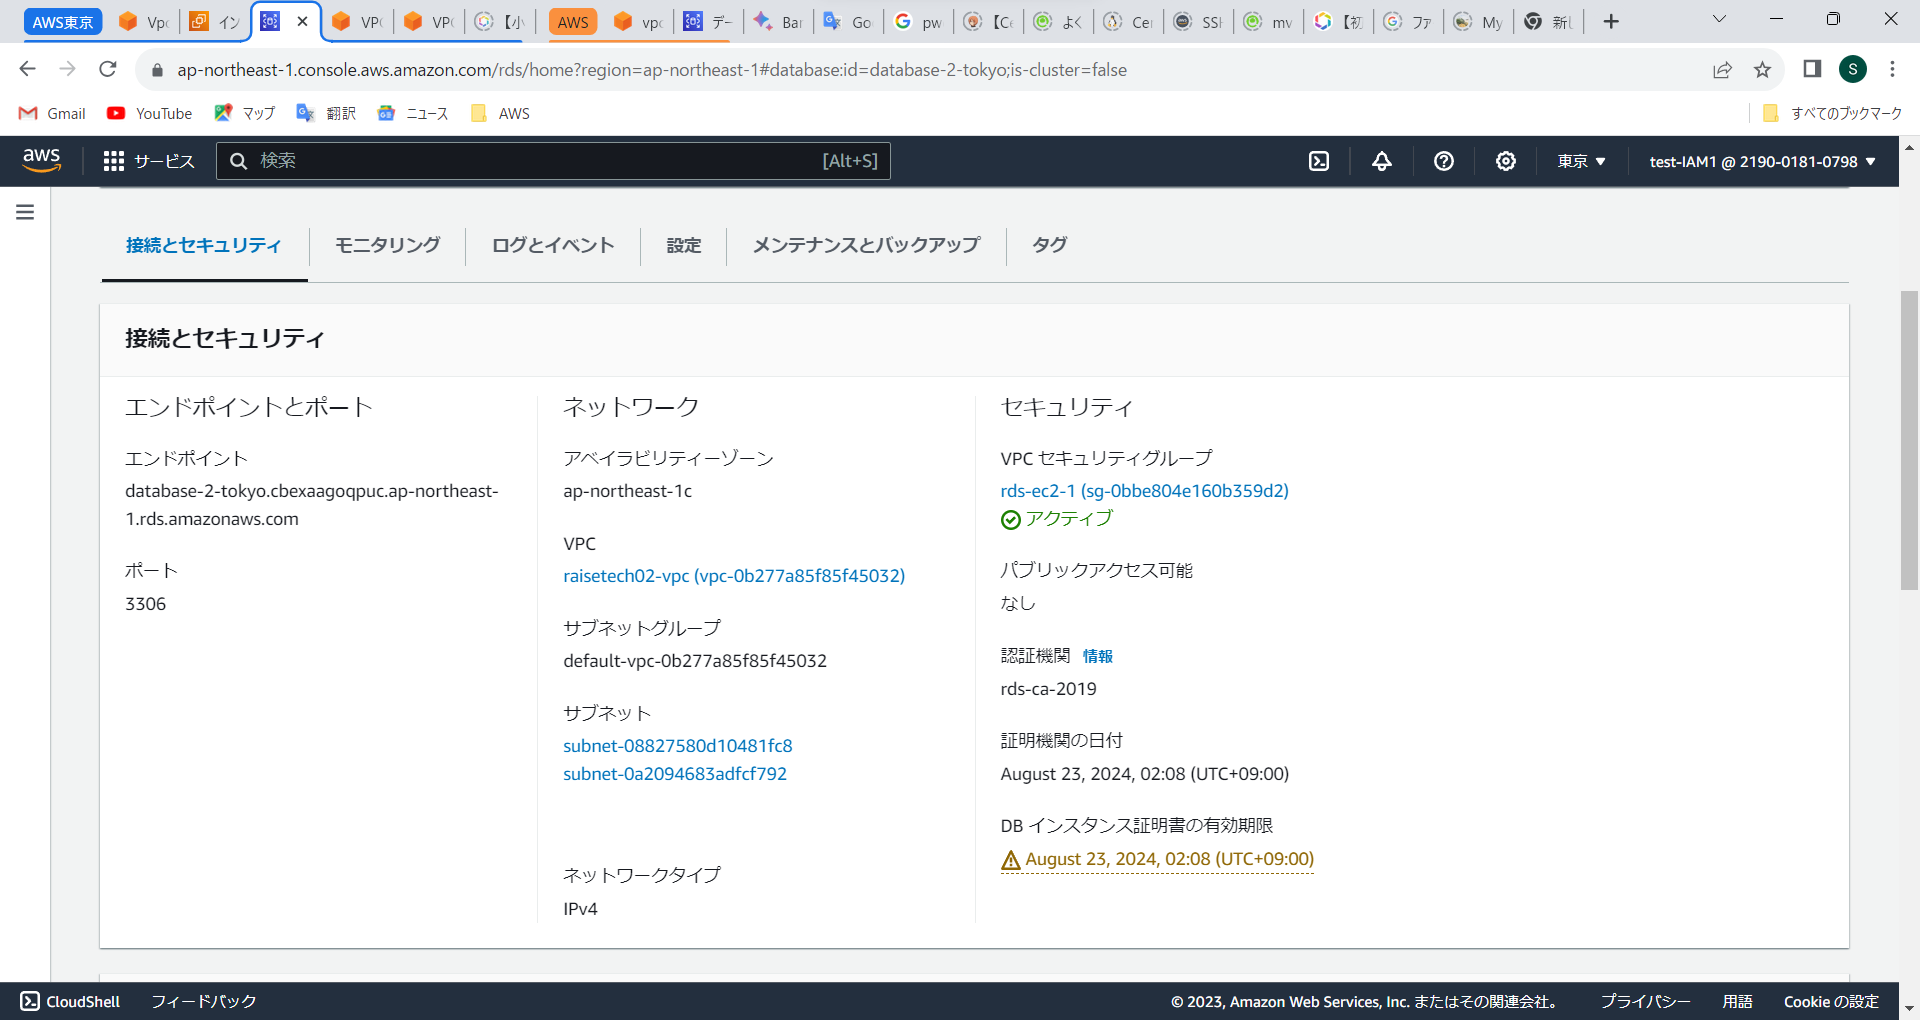 AWS東京
Vpc
イン
VPC
VPC
【小
AWS
vpc
デー
Bar
Go
pw
【Ce
よく
Cer
SSH
mv
【初
ファ
My
新し
ap-northeast-1.console.aws.amazon.com/rds/home?region=ap-northeast-1#database:id=database-2-tokyo;is-cluster=false
S
Gmail
YouTube
マップ
翻訳
ニュース
AWS
すべてのブックマーク
aws
サービス
検索
[Alt+S]
東京 ▼
test-IAM1 @ 2190-0181-0798 ▼
接続とセキュリティ
モニタリング
ログとイベント
設定
メンテナンスとバックアップ
タグ
接続とセキュリティ
エンドポイントとポート
エンドポイント
database-2-tokyo.cbexaagoqpuc.ap-northeast-
1.rds.amazonaws.com
ポート
3306
ネットワーク
アベイラビリティーゾーン
ap-northeast-1c
VPC
raisetech02-vpc (vpc-0b277a85f85f45032)
サブネットグループ
default-vpc-0b277a85f85f45032
サブネット
subnet-08827580d10481fc8
subnet-0a2094683adfcf792
ネットワークタイプ
IPv4
セキュリティ
VPC セキュリティグループ
rds-ec2-1 (sg-0bbe804e160b359d2)
アクティブ
パブリックアクセス可能
なし
認証機関 情報
rds-ca-2019
証明機関の日付
August 23, 2024, 02:08 (UTC+09:00)
DB インスタンス証明書の有効期限
August 23, 2024, 02:08 (UTC+09:00)
CloudShell
フィードバック
© 2023, Amazon Web Services, Inc. またはその関連会社。
プライバシー
用語
Cookie の設定